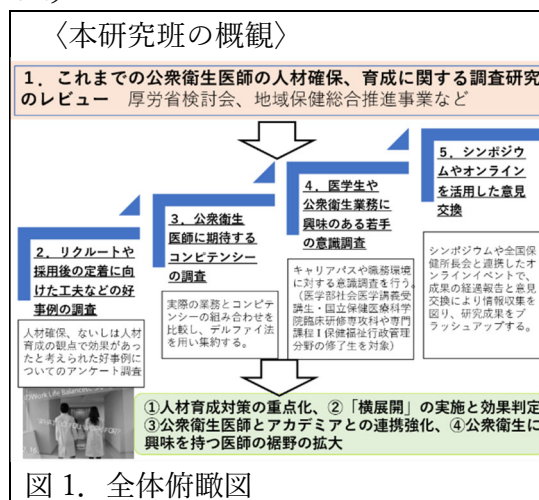 〈本研究班の概観〉
1．これまでの公衆衛生医師の人材確保、育成に関する調査研究
のレビュー　厚労省検討会、地域保健総合推進事業など
2．リクルートや
採用後の定着に向
けた工夫などの好
事例の調査
人材確保、ないしは人材
育成の観点で効果があっ
たと考えられた好事例に
ついてのアンケート調査
3．公衆衛生
医師に期待する
コンピテンシー
の調査
実際の業務とコンピテ
ンシーの組み合わせを
比較し、デルファイ法
を用い集約する。
4．医学生や
公衆衛生業務に
興味のある若手
の意識調査
キャリアパスや職務環境
に対する意識調査を行う。
（医学部社会医学講義受
講生・国立保健医療科学
院臨床研修専攻科や専門
課程Ⅰ保健福祉行政管理
分野の修了生を対象）
5．シンポジウ
ムやオンライン
を活用した意見
交換
シンポジウムや全国保
健所長会と連携したオ
ンラインイベントで、
成果の経過報告と意見
交換により情報収集を
図り、研究成果をブ
ラッシュアップする。
①人材育成対策の重点化、②「横展開」の実施と効果判定
③公衆衛生医師とアカデミアとの連携強化、④公衆衛生に
興味を持つ医師の裾野の拡大
図 1．全体俯瞰図